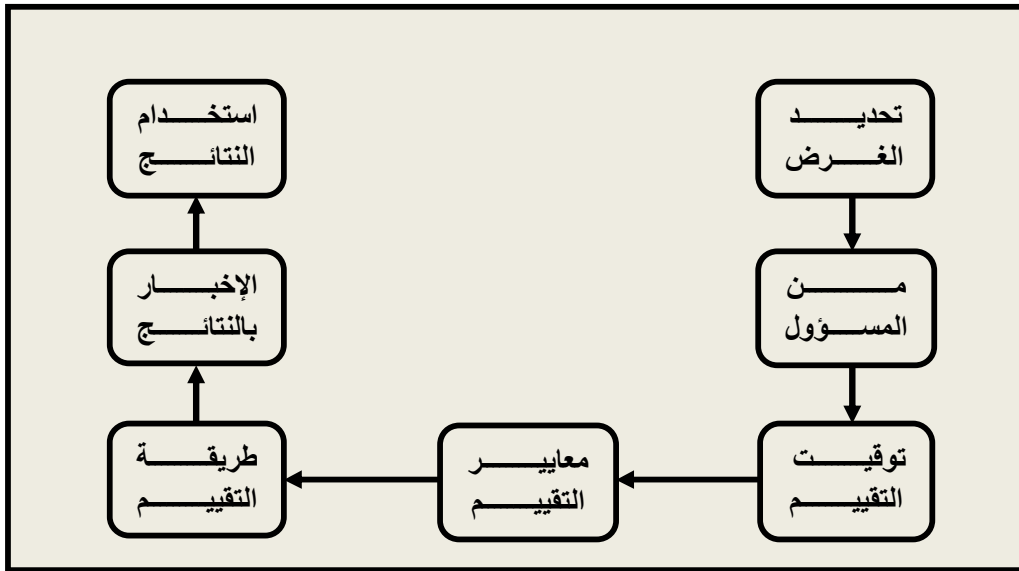 تحديد
الغرض
من
المسؤول
توقيت
التقييم
معايير
التقييم
طريقة
التقييم
الإخبار
بالنتائج
استخدام
النتائج